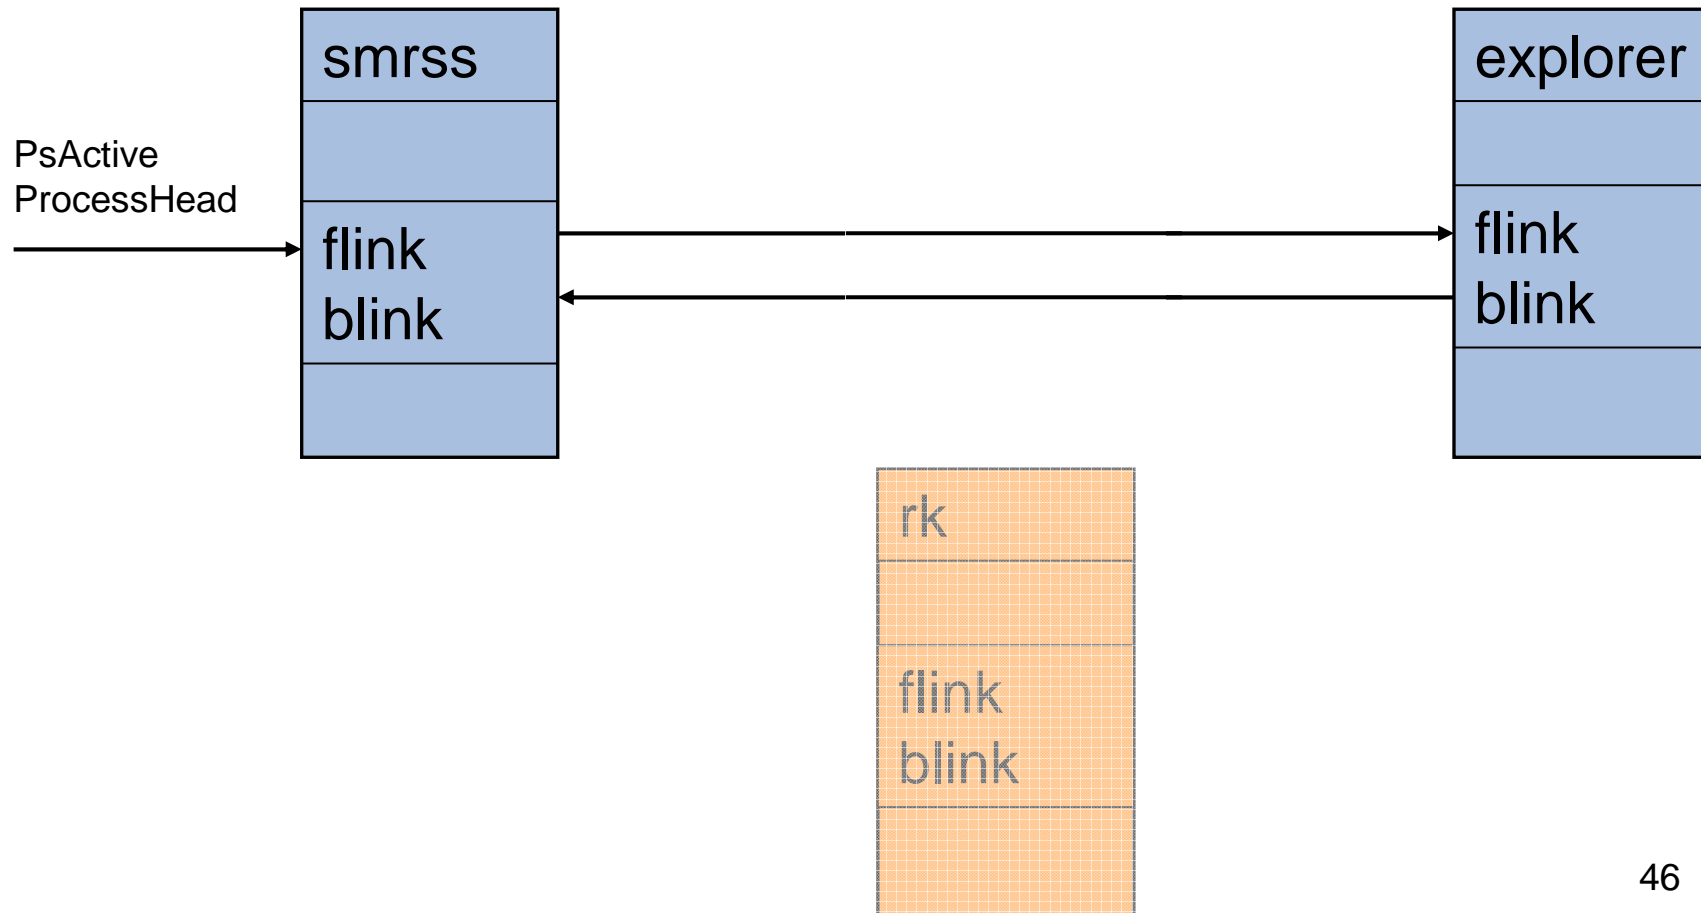 smrss
explorer
PsActive
ProcessHead
flink
blink
flink
blink
rk
flink
blink
46